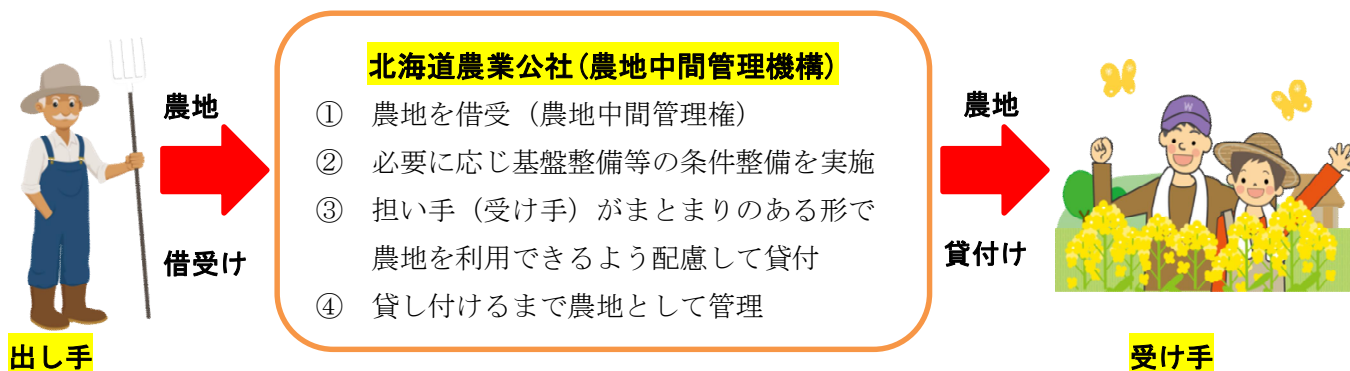 北海道農業公社(農地中間管理機構)
① 農地を借受（農地中間管理権）
② 必要に応じ基盤整備等の条件整備を実施
③ 担い手（受け手）がまとまりのある形で
農地を利用できるよう配慮して貸付
④ 貸し付けるまで農地として管理
農地
借受け
出し手
農地
貸付け
W
受け手